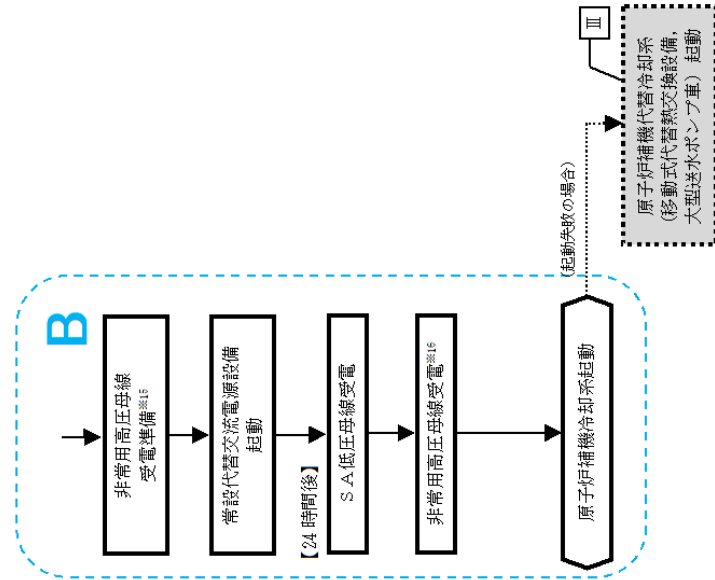 B
非常用高圧母線
受電準備※15
常設代替交流電源設備
起動
【24 時間後】
ＳＡ低圧母線受電
非常用高圧母線受電※16
原子炉補機冷却系起動
(起動失敗の場合)
Ⅲ
原子炉補機代替冷却系
(移動式代替熱交換設備,
大型送水ポンプ車) 起動